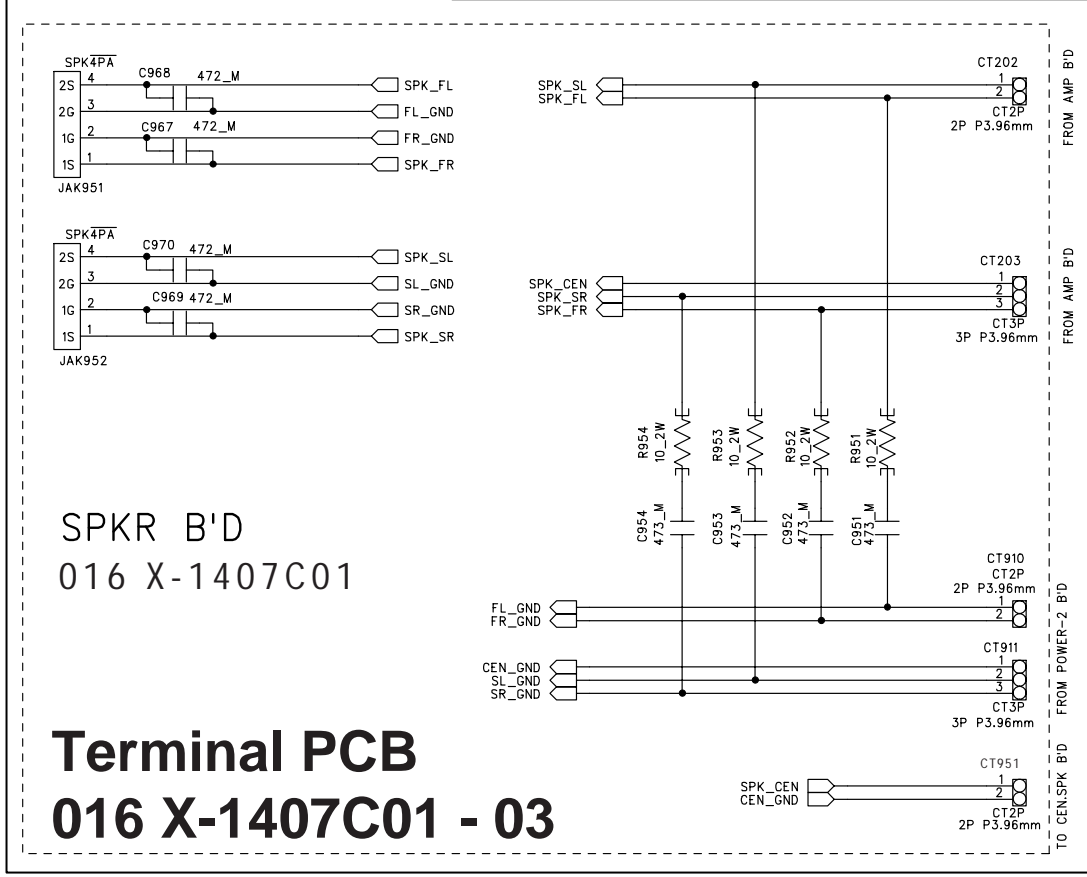 SPK4PA
2S 4 C968 472_M SPK_FL
2G 3 FL_GND
1G 2 C967 472_M FR_GND
1S 1 SPK_FR
JAK951
SPK4PA
2S 4 C970 472_M SPK_SL
2G 3 SL_GND
1G 2 C969 472_M SR_GND
1S 1 SPK_SR
JAK952
CT202
SPK_SL 1
SPK_FL 2
CT2P
2P P3.96mm
FROM AMP B'D
CT203
SPK_CEN 1
SPK_SR 2
SPK_FR 3
CT3P
3P P3.96mm
FROM AMP B'D
R954
10_2W
R953
10_2W
R952
10_2W
R951
10_2W
C954
473_M
C953
473_M
C952
473_M
C951
473_M
SPKR B'D
016 X-1407C01
CT910
CT2P
2P P3.96mm
FL_GND 1
FR_GND 2
CT911
CEN_GND 1
SL_GND 2
SR_GND 3
CT3P
3P P3.96mm
FROM POWER-2 B'D
Terminal PCB
016 X-1407C01 - 03
CT951
SPK_CEN 1
CEN_GND 2
CT2P
2P P3.96mm
TO CEN.SPK B'D